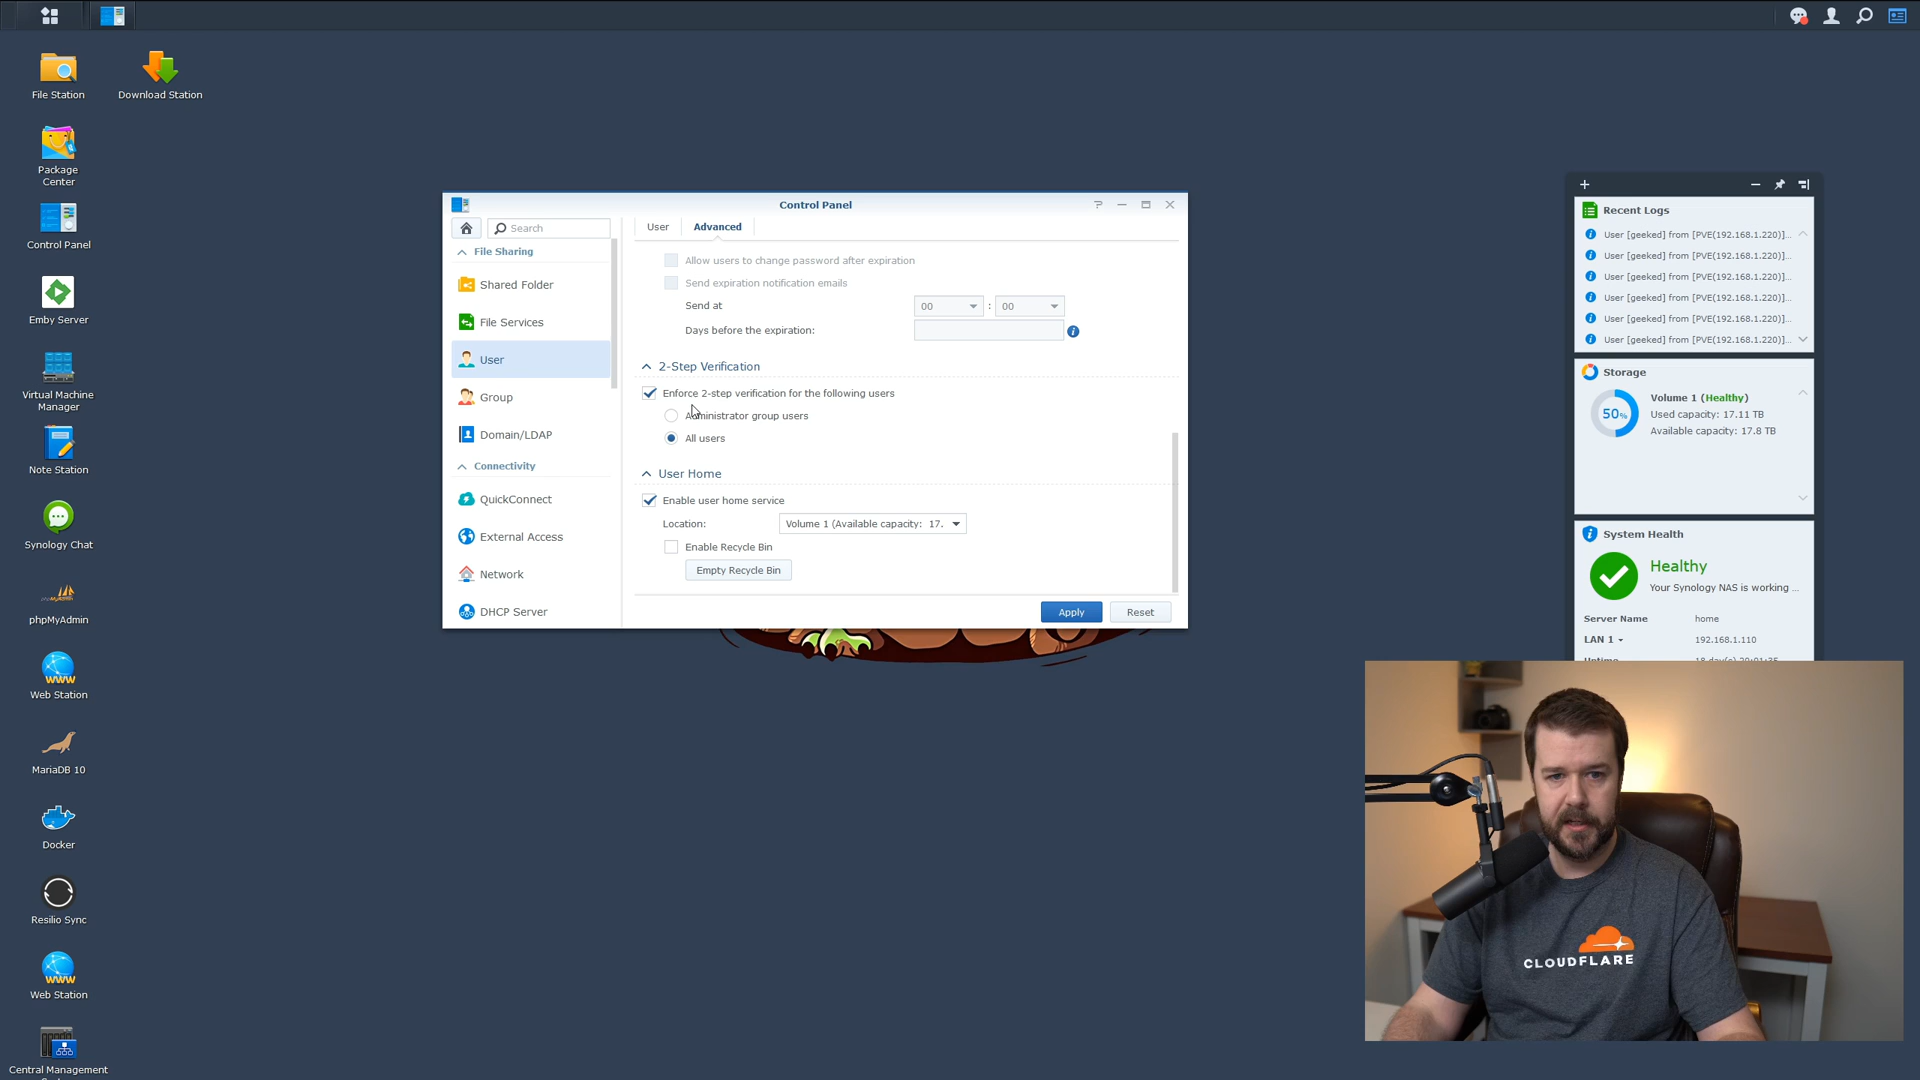 File Station
Download Station
Package
Center
Control Panel
Emby Server
Virtual Machine
Manager
Note Station
Synology Chat
phpMyAdmin
Web Station
MariaDB 10
Docker
Resilio Sync
Web Station
Central Management
Control Panel
Search
File Sharing
Shared Folder
File Services
User
Group
Domain/LDAP
Connectivity
QuickConnect
External Access
Network
DHCP Server
User
Advanced
Allow users to change password after expiration
Send expiration notification emails
Send at
00
:
00
Days before the expiration:
2-Step Verification
Enforce 2-step verification for the following users
Administrator group users
All users
User Home
Enable user home service
Location:
Volume 1 (Available capacity: 17.
Enable Recycle Bin
Empty Recycle Bin
Apply
Reset
Recent Logs
User [geeked] from [PVE(192.168.1.220)]...
User [geeked] from [PVE(192.168.1.220)]...
User [geeked] from [PVE(192.168.1.220)]...
User [geeked] from [PVE(192.168.1.220)]...
User [geeked] from [PVE(192.168.1.220)]...
User [geeked] from [PVE(192.168.1.220)]...
Storage
50%
Volume 1 (Healthy)
Used capacity: 17.11 TB
Available capacity: 17.8 TB
System Health
Healthy
Your Synology NAS is working ...
Server Name home
LAN 1 192.168.1.110
CLOUDFLARE